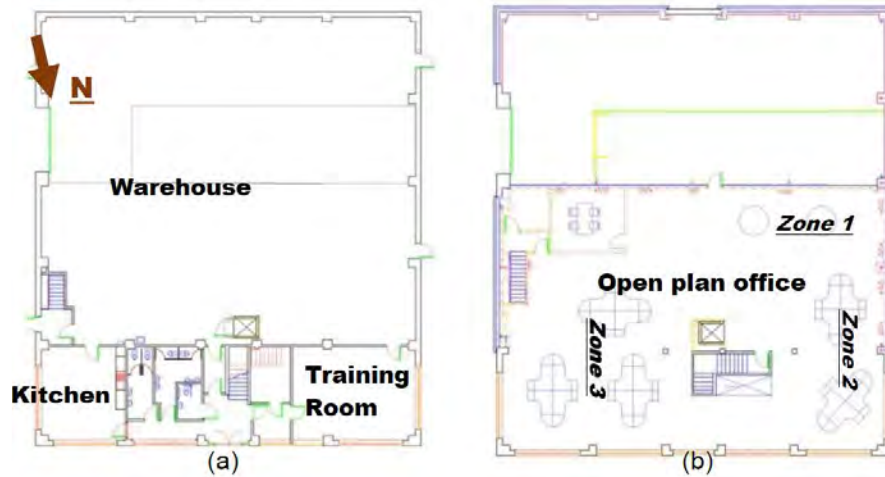 N
Warehouse
Kitchen
Training
Room
(a)
Zone 1
Open plan office
Zone 3
Zone 2
(b)